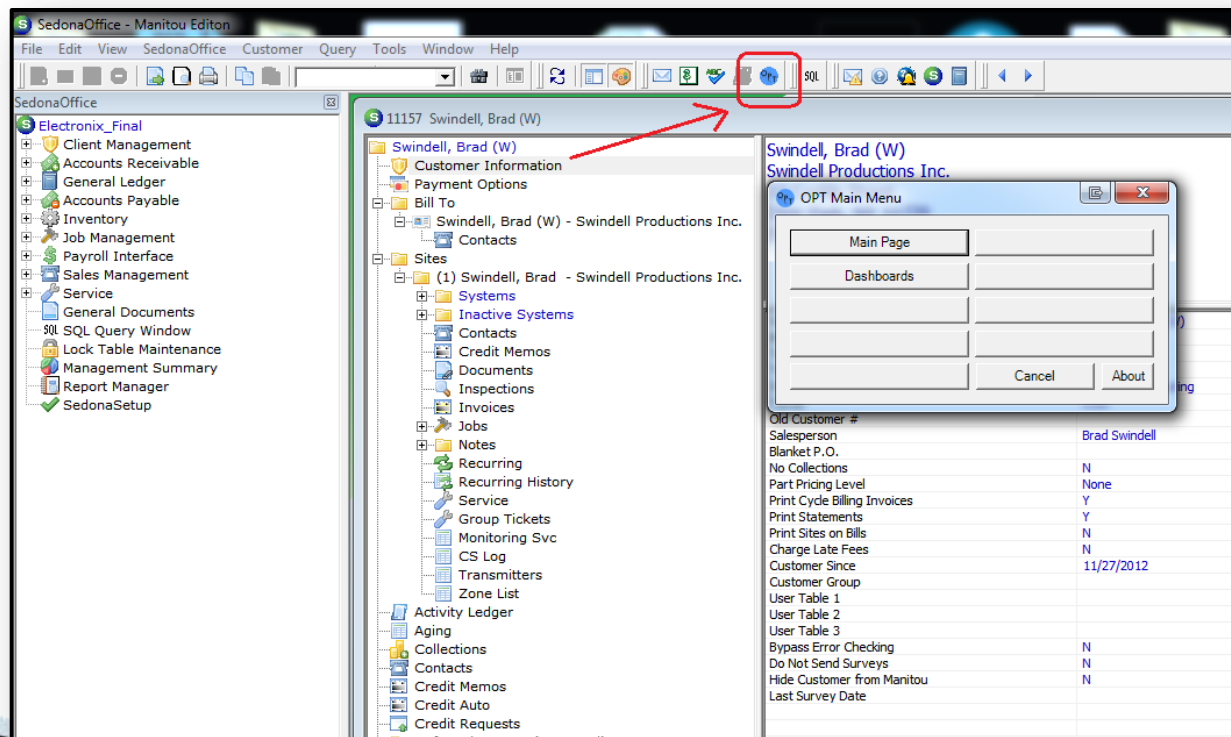 SedonaOffice - Manitou Editon
File Edit View SedonaOffice Customer Query Tools Window Help
ABC OPT SQL
SedonaOffice
Electronix_Final
Client Management
Accounts Receivable
General Ledger
Accounts Payable
Inventory
Job Management
Payroll Interface
Sales Management
Service
General Documents
SQL SQL Query Window
Lock Table Maintenance
Management Summary
Report Manager
SedonaSetup
11157 Swindell, Brad (W)
Swindell, Brad (W)
Customer Information
Payment Options
Bill To
Swindell, Brad (W) - Swindell Productions Inc.
Contacts
Sites
(1) Swindell, Brad - Swindell Productions Inc.
Systems
Inactive Systems
Contacts
Credit Memos
Documents
Inspections
Invoices
Jobs
Notes
Recurring
Recurring History
Service
Group Tickets
Monitoring Svc
CS Log
Transmitters
Zone List
Activity Ledger
Aging
Collections
Contacts
Credit Memos
Credit Auto
Credit Requests
Swindell, Brad (W)
Swindell Productions Inc.
OPT OPT Main Menu
Main Page
Dashboards
Cancel About
ing
Old Customer #
Salesperson Brad Swindell
Blanket P.O.
No Collections N
Part Pricing Level None
Print Cycle Billing Invoices Y
Print Statements Y
Print Sites on Bills N
Charge Late Fees N
Customer Since 11/27/2012
Customer Group
User Table 1
User Table 2
User Table 3
Bypass Error Checking N
Do Not Send Surveys N
Hide Customer from Manitou N
Last Survey Date